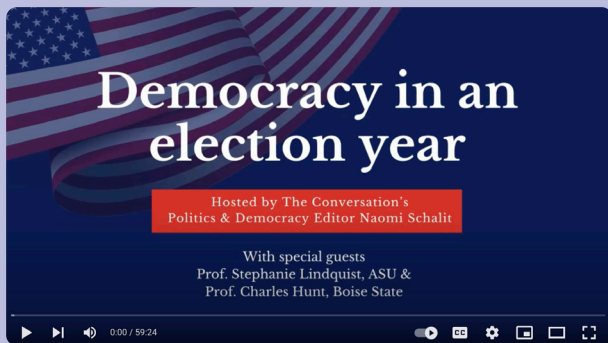 Democracy in an
election year
Hosted by The Conversation's
Politics & Democracy Editor Naomi Schalit
With special guests
Prof. Stephanie Lindquist, ASU &
Prof. Charles Hunt, Boise State
0:00 / 59:24
CC